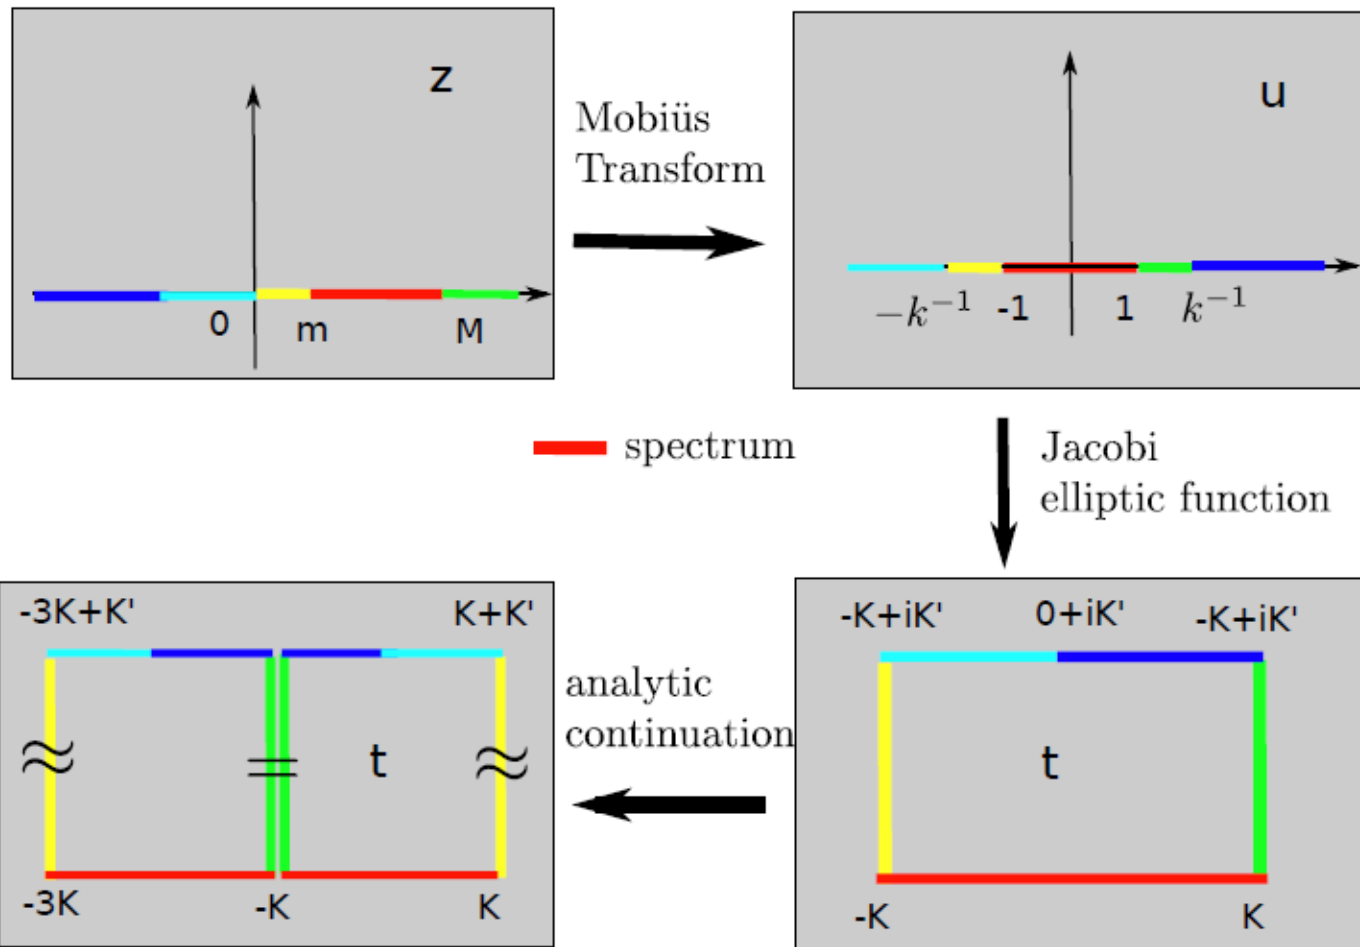 z
0
m
M
Mobiüs
Transform
u
-k^{-1}
-1
1
k^{-1}
spectrum
Jacobi
elliptic function
-3K+K'
K+K'
t
-3K
-K
K
analytic
continuation
-K+iK'
0+iK'
-K+iK'
t
-K
K